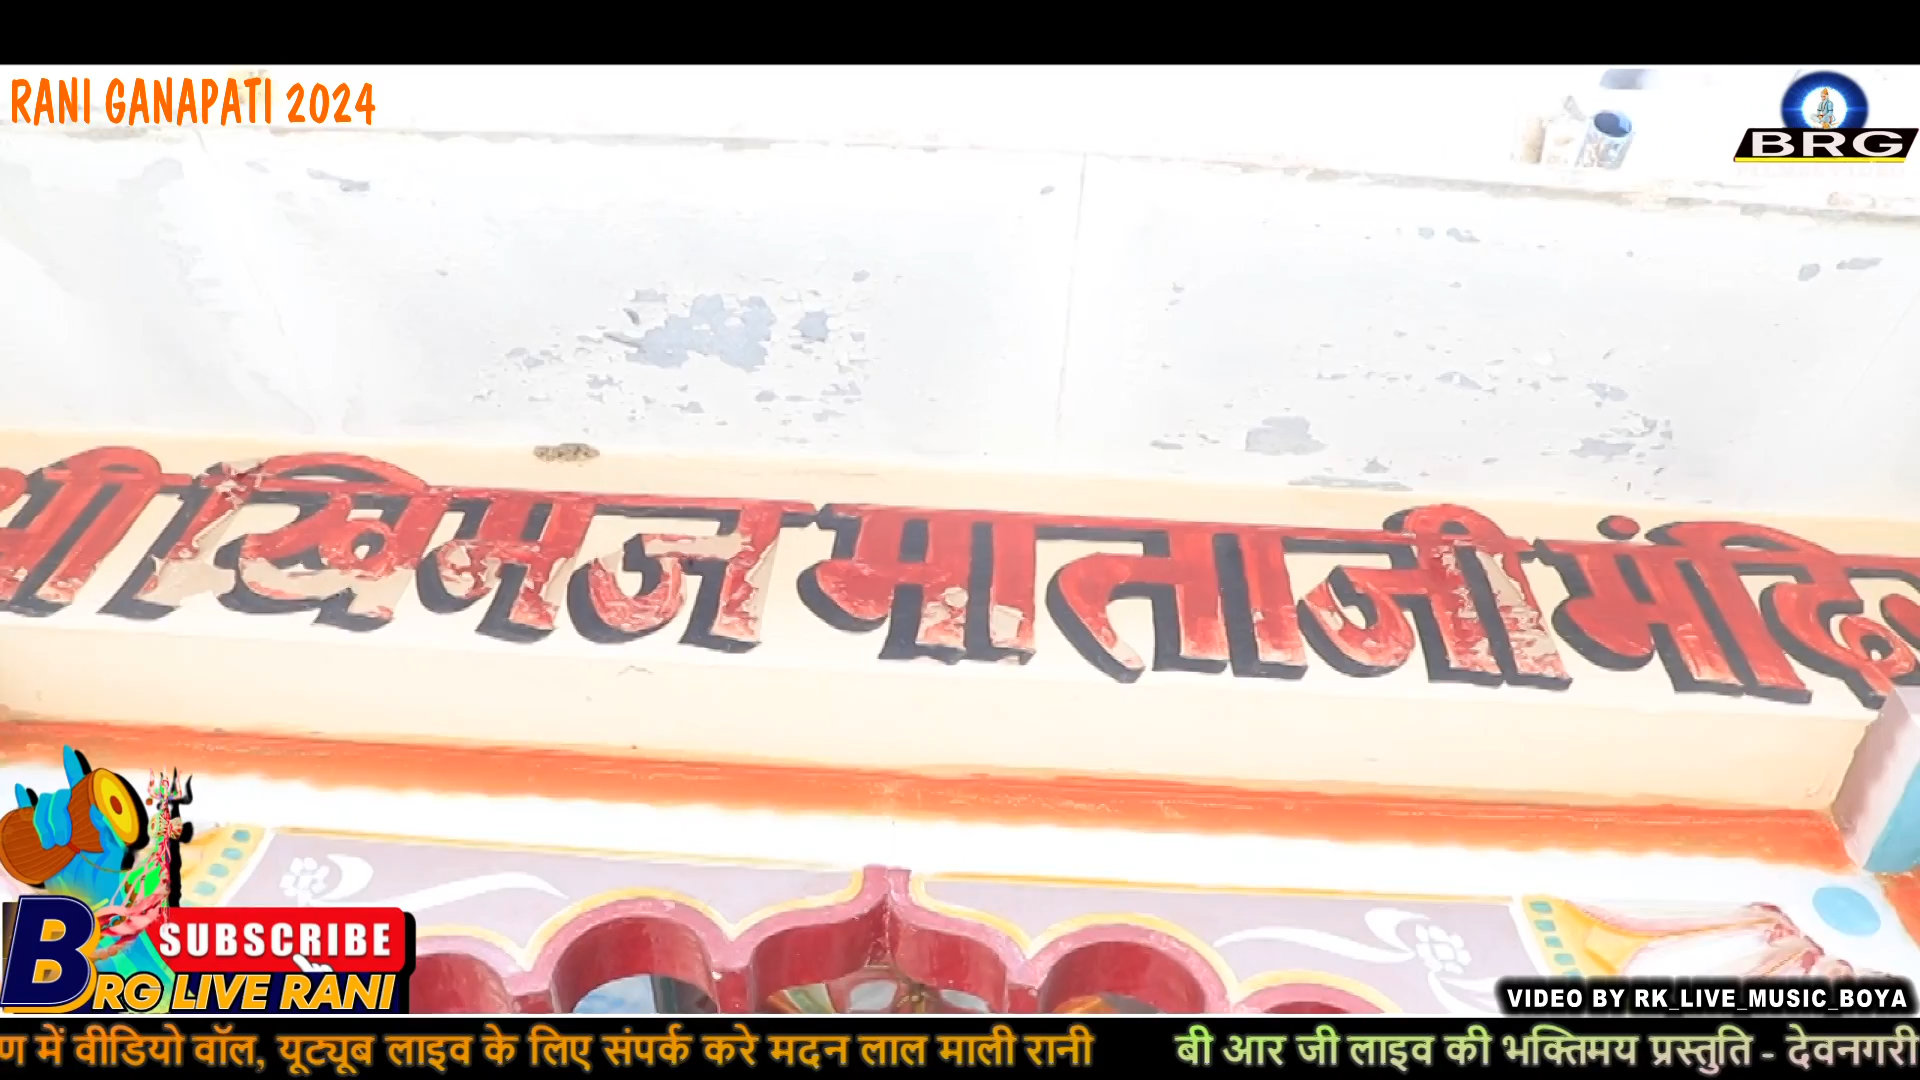 RANI GANAPATI 2024
BRG
श्री खिमज माताजी मंदिर
SUBSCRIBE
BRG LIVE RANI
VIDEO BY RK_LIVE_MUSIC_BOYA
में वीडियो वॉल, यूट्यूब लाइव के लिए संपर्क करे मदन लाल माली रानी बी आर जी लाइव की भक्तिमय प्रस्तुति - देवनगरी